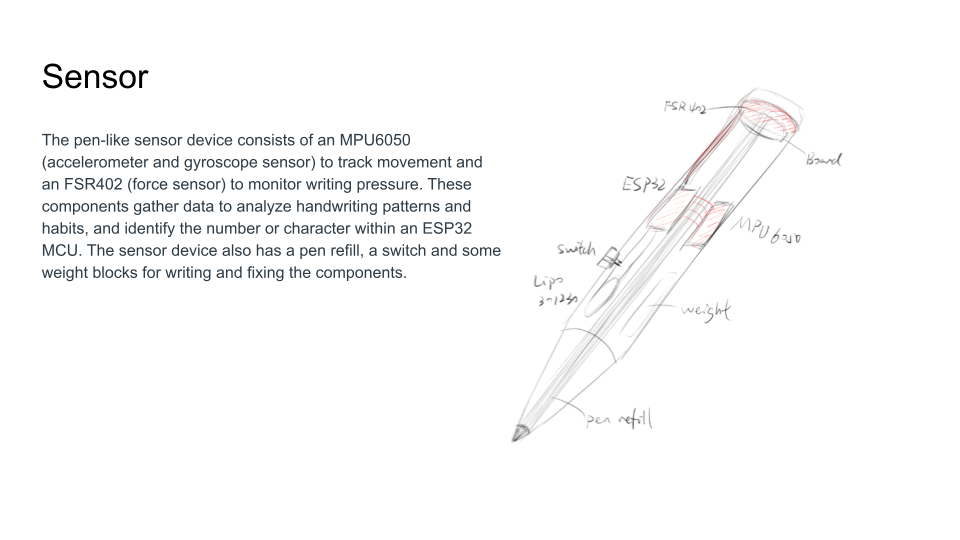 Sensor
The pen-like sensor device consists of an MPU6050
(accelerometer and gyroscope sensor) to track movement and
an FSR402 (force sensor) to monitor writing pressure. These
components gather data to analyze handwriting patterns and
habits, and identify the number or character within an ESP32
MCU. The sensor device also has a pen refill, a switch and some
weight blocks for writing and fixing the components.
FSR402
Board
ESP32
MPU6050
switch
weight
pen refill